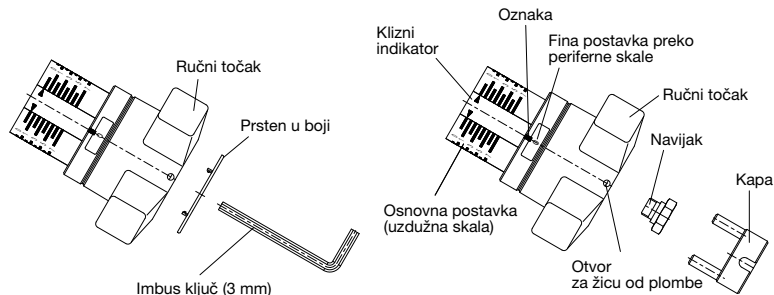 Ručni točak
Prsten u boji
Imbus ključ (3 mm)
Oznaka
Klizni
indikator
Fina postavka preko
periferne skale
Ručni točak
Navijak
Kapa
Osnovna postavka
(uzdužna skala)
Otvor
za žicu od plombe